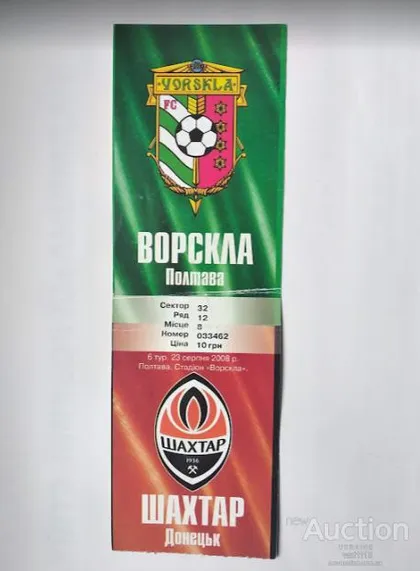 VORSKLA
FC
ВОРСКЛА
Полтава
Сектор 32
Ряд 12
Місце 8
Номер 033462
Ціна 10 грн
6 тур. 23 серпня 2008 р.
Полтава. Стадіон «Ворскла».
ШАХТАР
1936
ШАХТАР
Донецьк
new
Auction